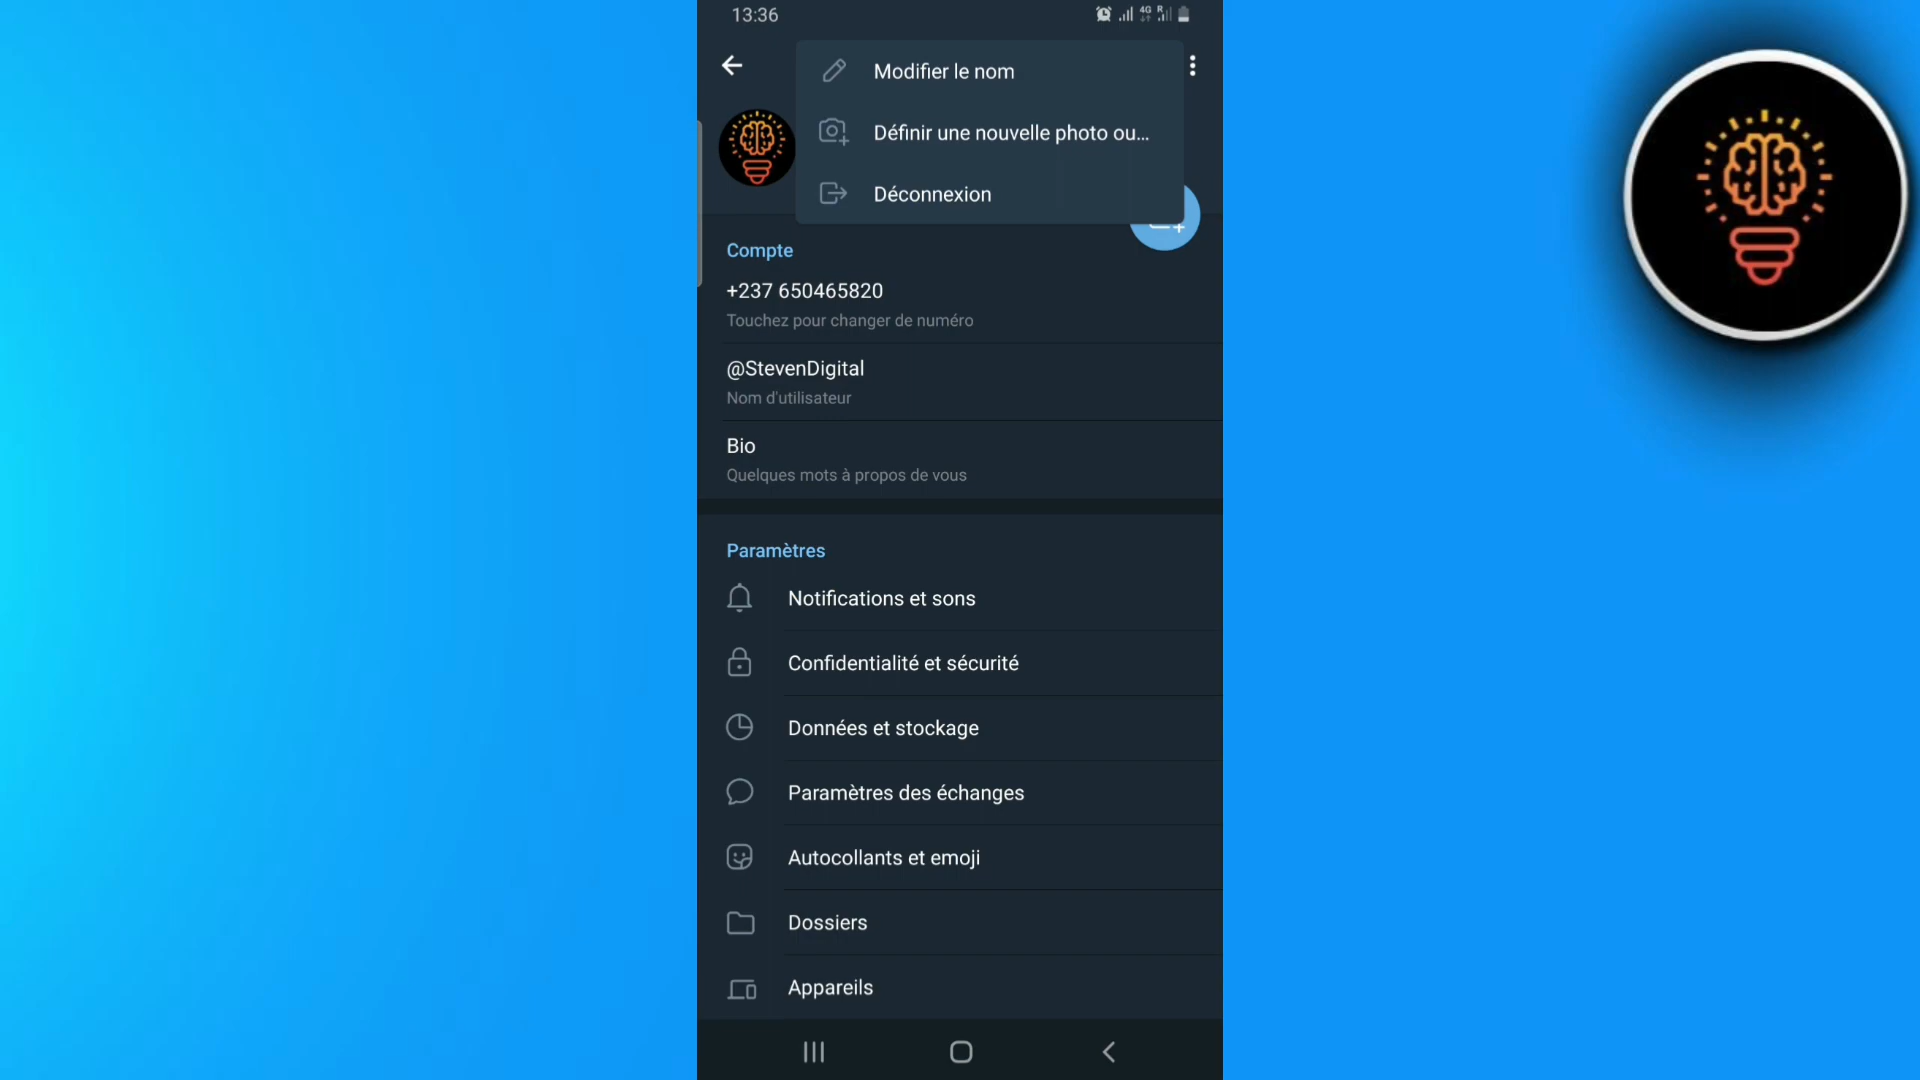 13:36
4G
R
Modifier le nom
Définir une nouvelle photo ou...
Déconnexion
Compte
+237 650465820
Touchez pour changer de numéro
@StevenDigital
Nom d'utilisateur
Bio
Quelques mots à propos de vous
Paramètres
Notifications et sons
Confidentialité et sécurité
Données et stockage
Paramètres des échanges
Autocollants et emoji
Dossiers
Appareils